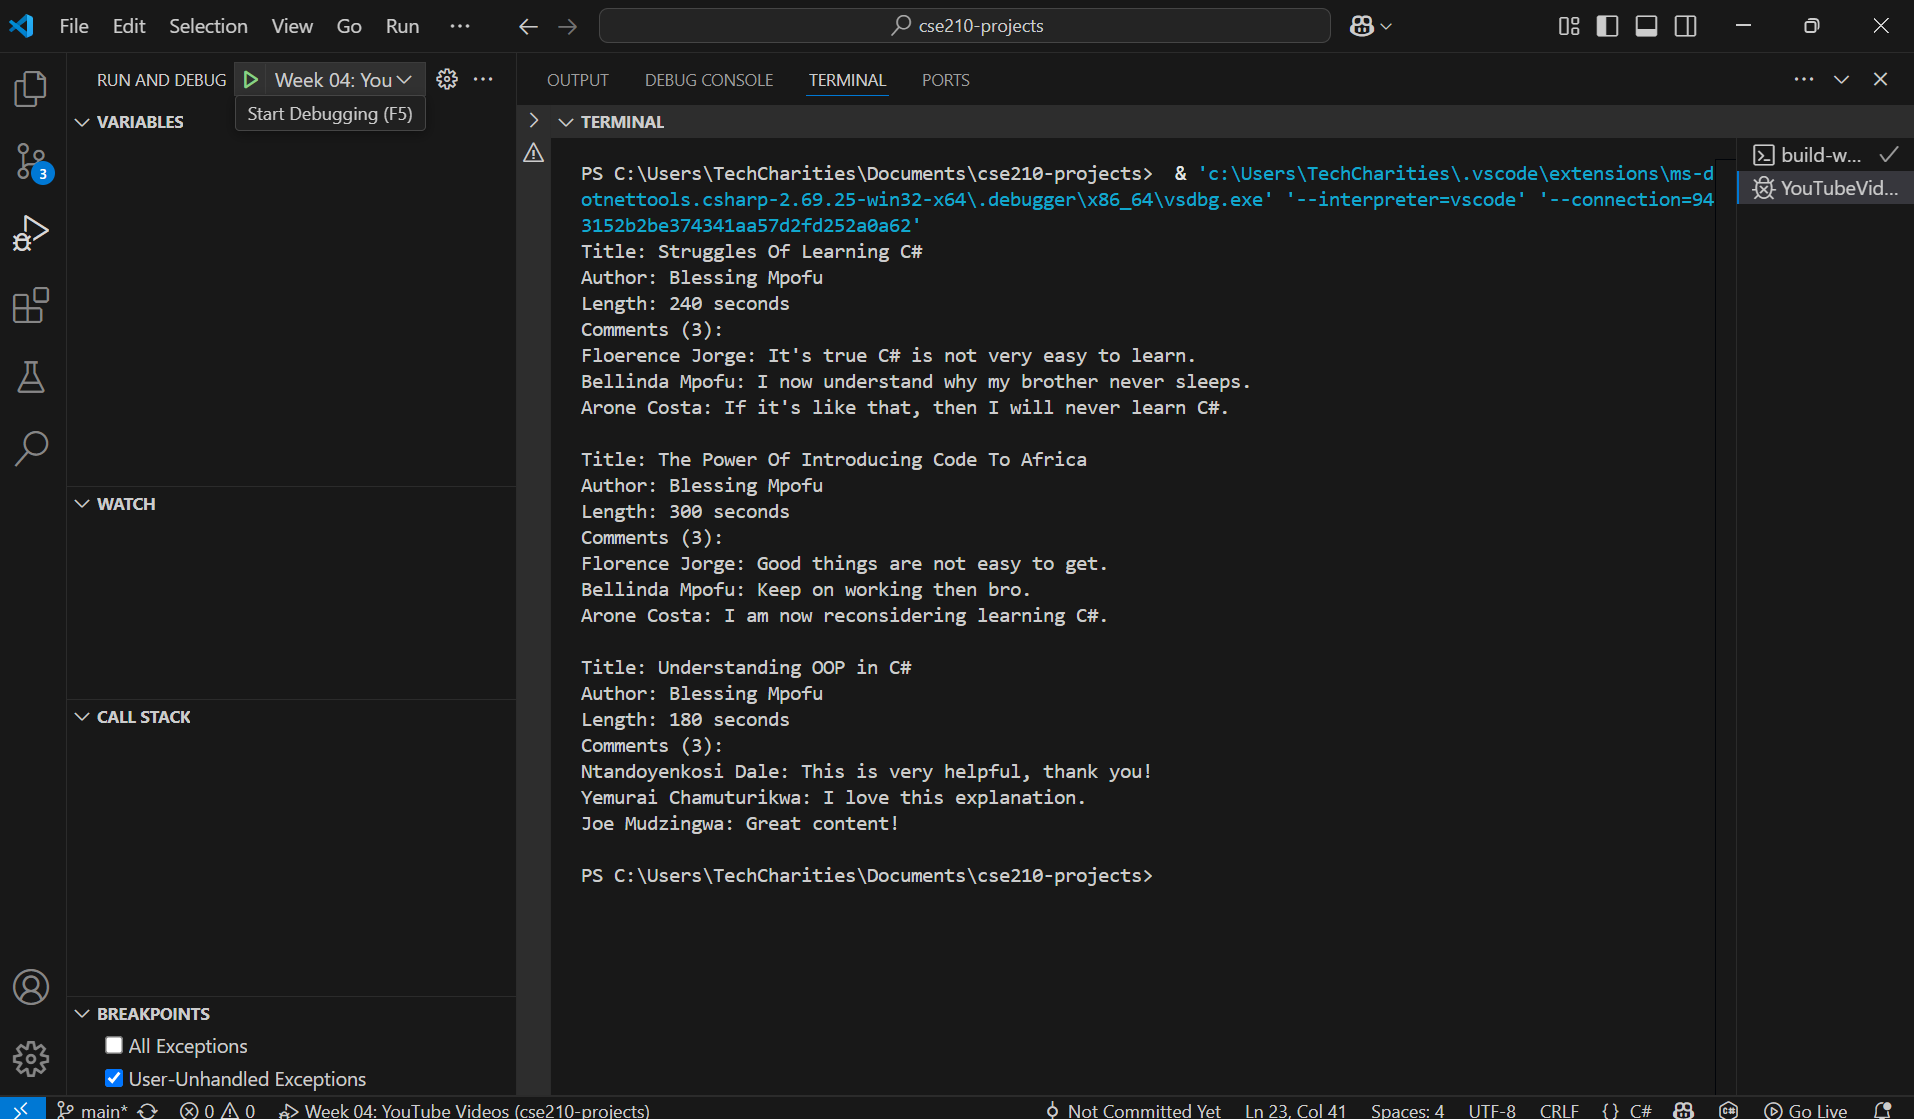 File Edit Selection View Go Run ···
cse210-projects
RUN AND DEBUG
Week 04: You
Start Debugging (F5)
VARIABLES
WATCH
CALL STACK
BREAKPOINTS
All Exceptions
User-Unhandled Exceptions
3
OUTPUT DEBUG CONSOLE TERMINAL PORTS
TERMINAL
PS C:\Users\TechCharities\Documents\cse210-projects>  & 'c:\Users\TechCharities\.vscode\extensions\ms-d
otnettools.csharp-2.69.25-win32-x64\.debugger\x86_64\vsdbg.exe' '--interpreter=vscode' '--connection=94
3152b2be374341aa57d2fd252a0a62'
Title: Struggles Of Learning C#
Author: Blessing Mpofu
Length: 240 seconds
Comments (3):
Floerence Jorge: It's true C# is not very easy to learn.
Bellinda Mpofu: I now understand why my brother never sleeps.
Arone Costa: If it's like that, then I will never learn C#.
Title: The Power Of Introducing Code To Africa
Author: Blessing Mpofu
Length: 300 seconds
Comments (3):
Florence Jorge: Good things are not easy to get.
Bellinda Mpofu: Keep on working then bro.
Arone Costa: I am now reconsidering learning C#.
Title: Understanding OOP in C#
Author: Blessing Mpofu
Length: 180 seconds
Comments (3):
Ntandoyenkosi Dale: This is very helpful, thank you!
Yemurai Chamuturikwa: I love this explanation.
Joe Mudzingwa: Great content!
PS C:\Users\TechCharities\Documents\cse210-projects>
build-w...
YouTubeVid...
main* 0 0 Week 04: YouTube Videos (cse210-projects) Not Committed Yet Ln 23, Col 41 Spaces: 4 UTF-8 CRLF {} C# Go Live